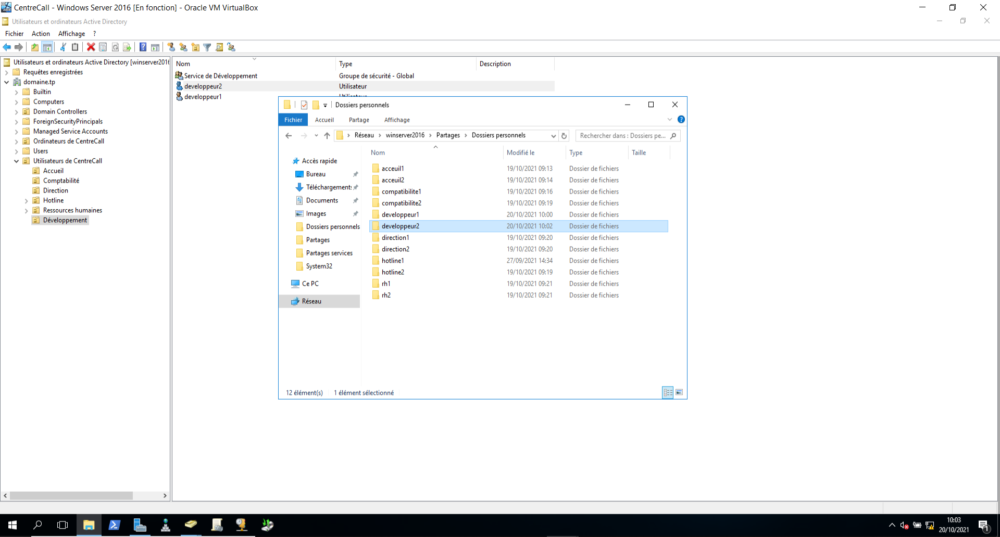 CentreCall - Windows Server 2016 [En fonction] - Oracle VM VirtualBox
Utilisateurs et ordinateurs Active Directory
Fichier Action Affichage ?
Utilisateurs et ordinateurs Active Directory [winserver2016
Requêtes enregistrées
domaine.tp
Builtin
Computers
Domain Controllers
ForeignSecurityPrincipals
Managed Service Accounts
Ordinateurs de CentreCall
Users
Utilisateurs de CentreCall
Accueil
Comptabilité
Direction
Hotline
Ressources humaines
Développement
Nom Type Description
Service de Développement Groupe de sécurité - Global
developpeur2 Utilisateur
developpeur1 Utilisateur
Dossiers personnels
Fichier Accueil Partage Affichage
Réseau > winserver2016 > Partages > Dossiers personnels
Rechercher dans : Dossiers pe...
Accès rapide
Bureau
Téléchargements
Documents
Images
Dossiers personnels
Partages
Partages services
System32
Ce PC
Réseau
Nom Modifié le Type Taille
acceuil1 19/10/2021 09:13 Dossier de fichiers
acceuil2 19/10/2021 09:14 Dossier de fichiers
compatibilite1 19/10/2021 09:16 Dossier de fichiers
compatibilite2 19/10/2021 09:19 Dossier de fichiers
developpeur1 20/10/2021 10:00 Dossier de fichiers
developpeur2 20/10/2021 10:02 Dossier de fichiers
direction1 19/10/2021 09:20 Dossier de fichiers
direction2 19/10/2021 09:20 Dossier de fichiers
hotline1 27/09/2021 14:34 Dossier de fichiers
hotline2 19/10/2021 09:19 Dossier de fichiers
rh1 19/10/2021 09:21 Dossier de fichiers
rh2 19/10/2021 09:21 Dossier de fichiers
12 élément(s) 1 élément sélectionné
10:03
20/10/2021
1